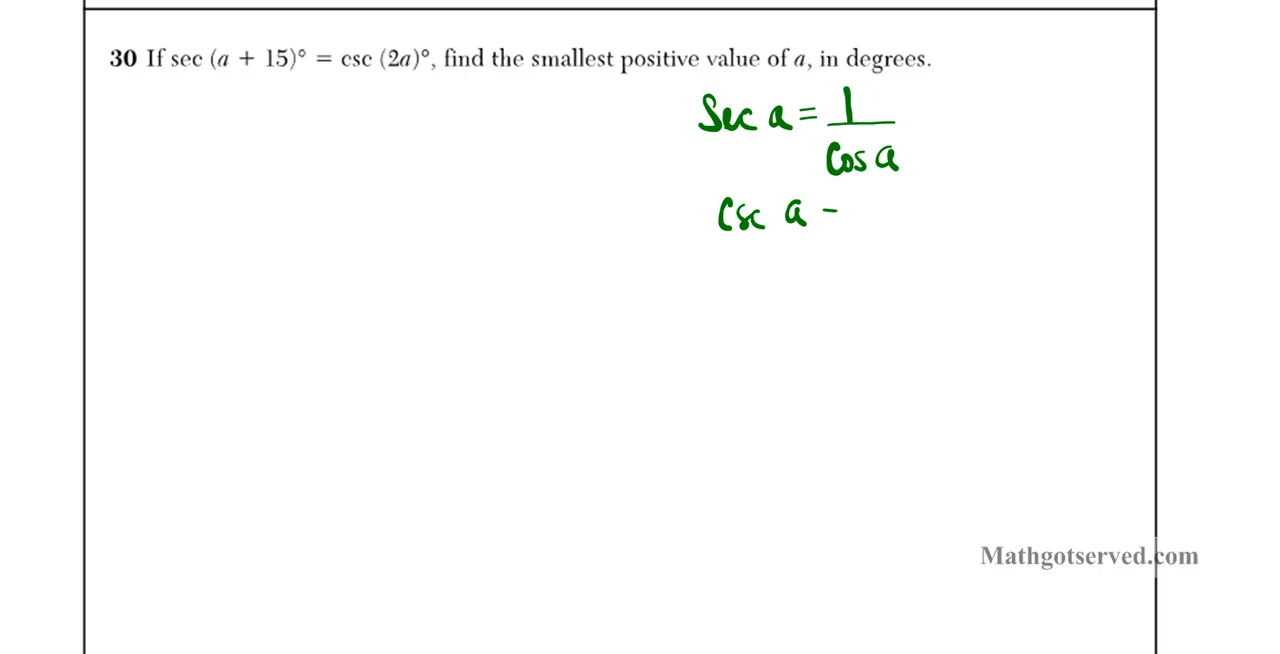 30 If sec (a + 15)° = csc (2a)°, find the smallest positive value of a, in degrees.
Sec a = 1
Cos a
Csc a -
Mathgotserved.com